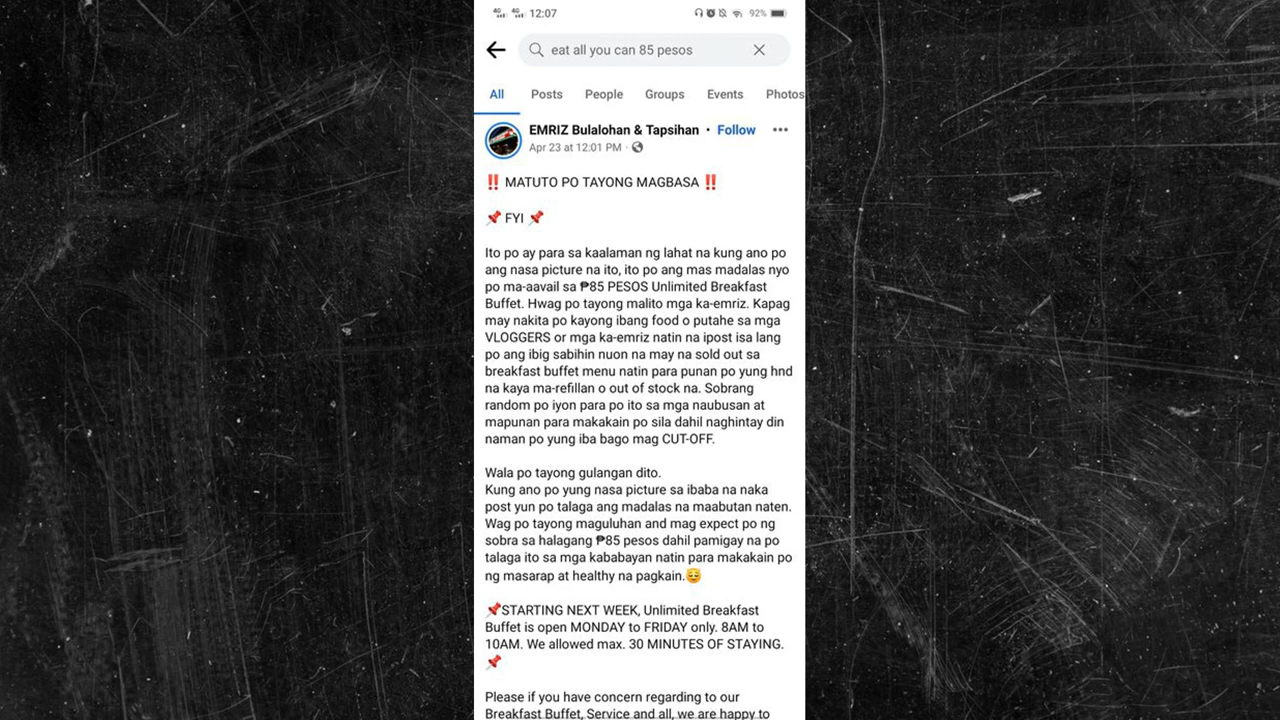 4G 4G 12:07 92%
eat all you can 85 pesos
All Posts People Groups Events Photos
EMRIZ Bulalohan & Tapsihan · Follow
Apr 23 at 12:01 PM ·
‼️ MATUTO PO TAYONG MAGBASA ‼️
📌 FYI 📌
Ito po ay para sa kaalaman ng lahat na kung ano po
ang nasa picture na ito, ito po ang mas madalas nyo
po ma-aavail sa ₱85 PESOS Unlimited Breakfast
Buffet. Hwag po tayong malito mga ka-emriz. Kapag
may nakita po kayong ibang food o putahe sa mga
VLOGGERS or mga ka-emriz natin na ipost isa lang
po ang ibig sabihin nuon na may na sold out sa
breakfast buffet menu natin para punan po yung hnd
na kaya ma-refillan o out of stock na. Sobrang
random po iyon para po ito sa mga naubusan at
mapunan para makakain po sila dahil naghintay din
naman po yung iba bago mag CUT-OFF.
Wala po tayong gulangan dito.
Kung ano po yung nasa picture sa ibaba na naka
post yun po talaga ang madalas na maabutan naten.
Wag po tayong maguluhan and mag expect po ng
sobra sa halagang ₱85 pesos dahil pamigay na po
talaga ito sa mga kababayan natin para makakain po
ng masarap at healthy na pagkain.😌
📌STARTING NEXT WEEK, Unlimited Breakfast
Buffet is open MONDAY to FRIDAY only. 8AM to
10AM. We allowed max. 30 MINUTES OF STAYING.
📌
Please if you have concern regarding to our
Breakfast Buffet, Service and all, we are happy to